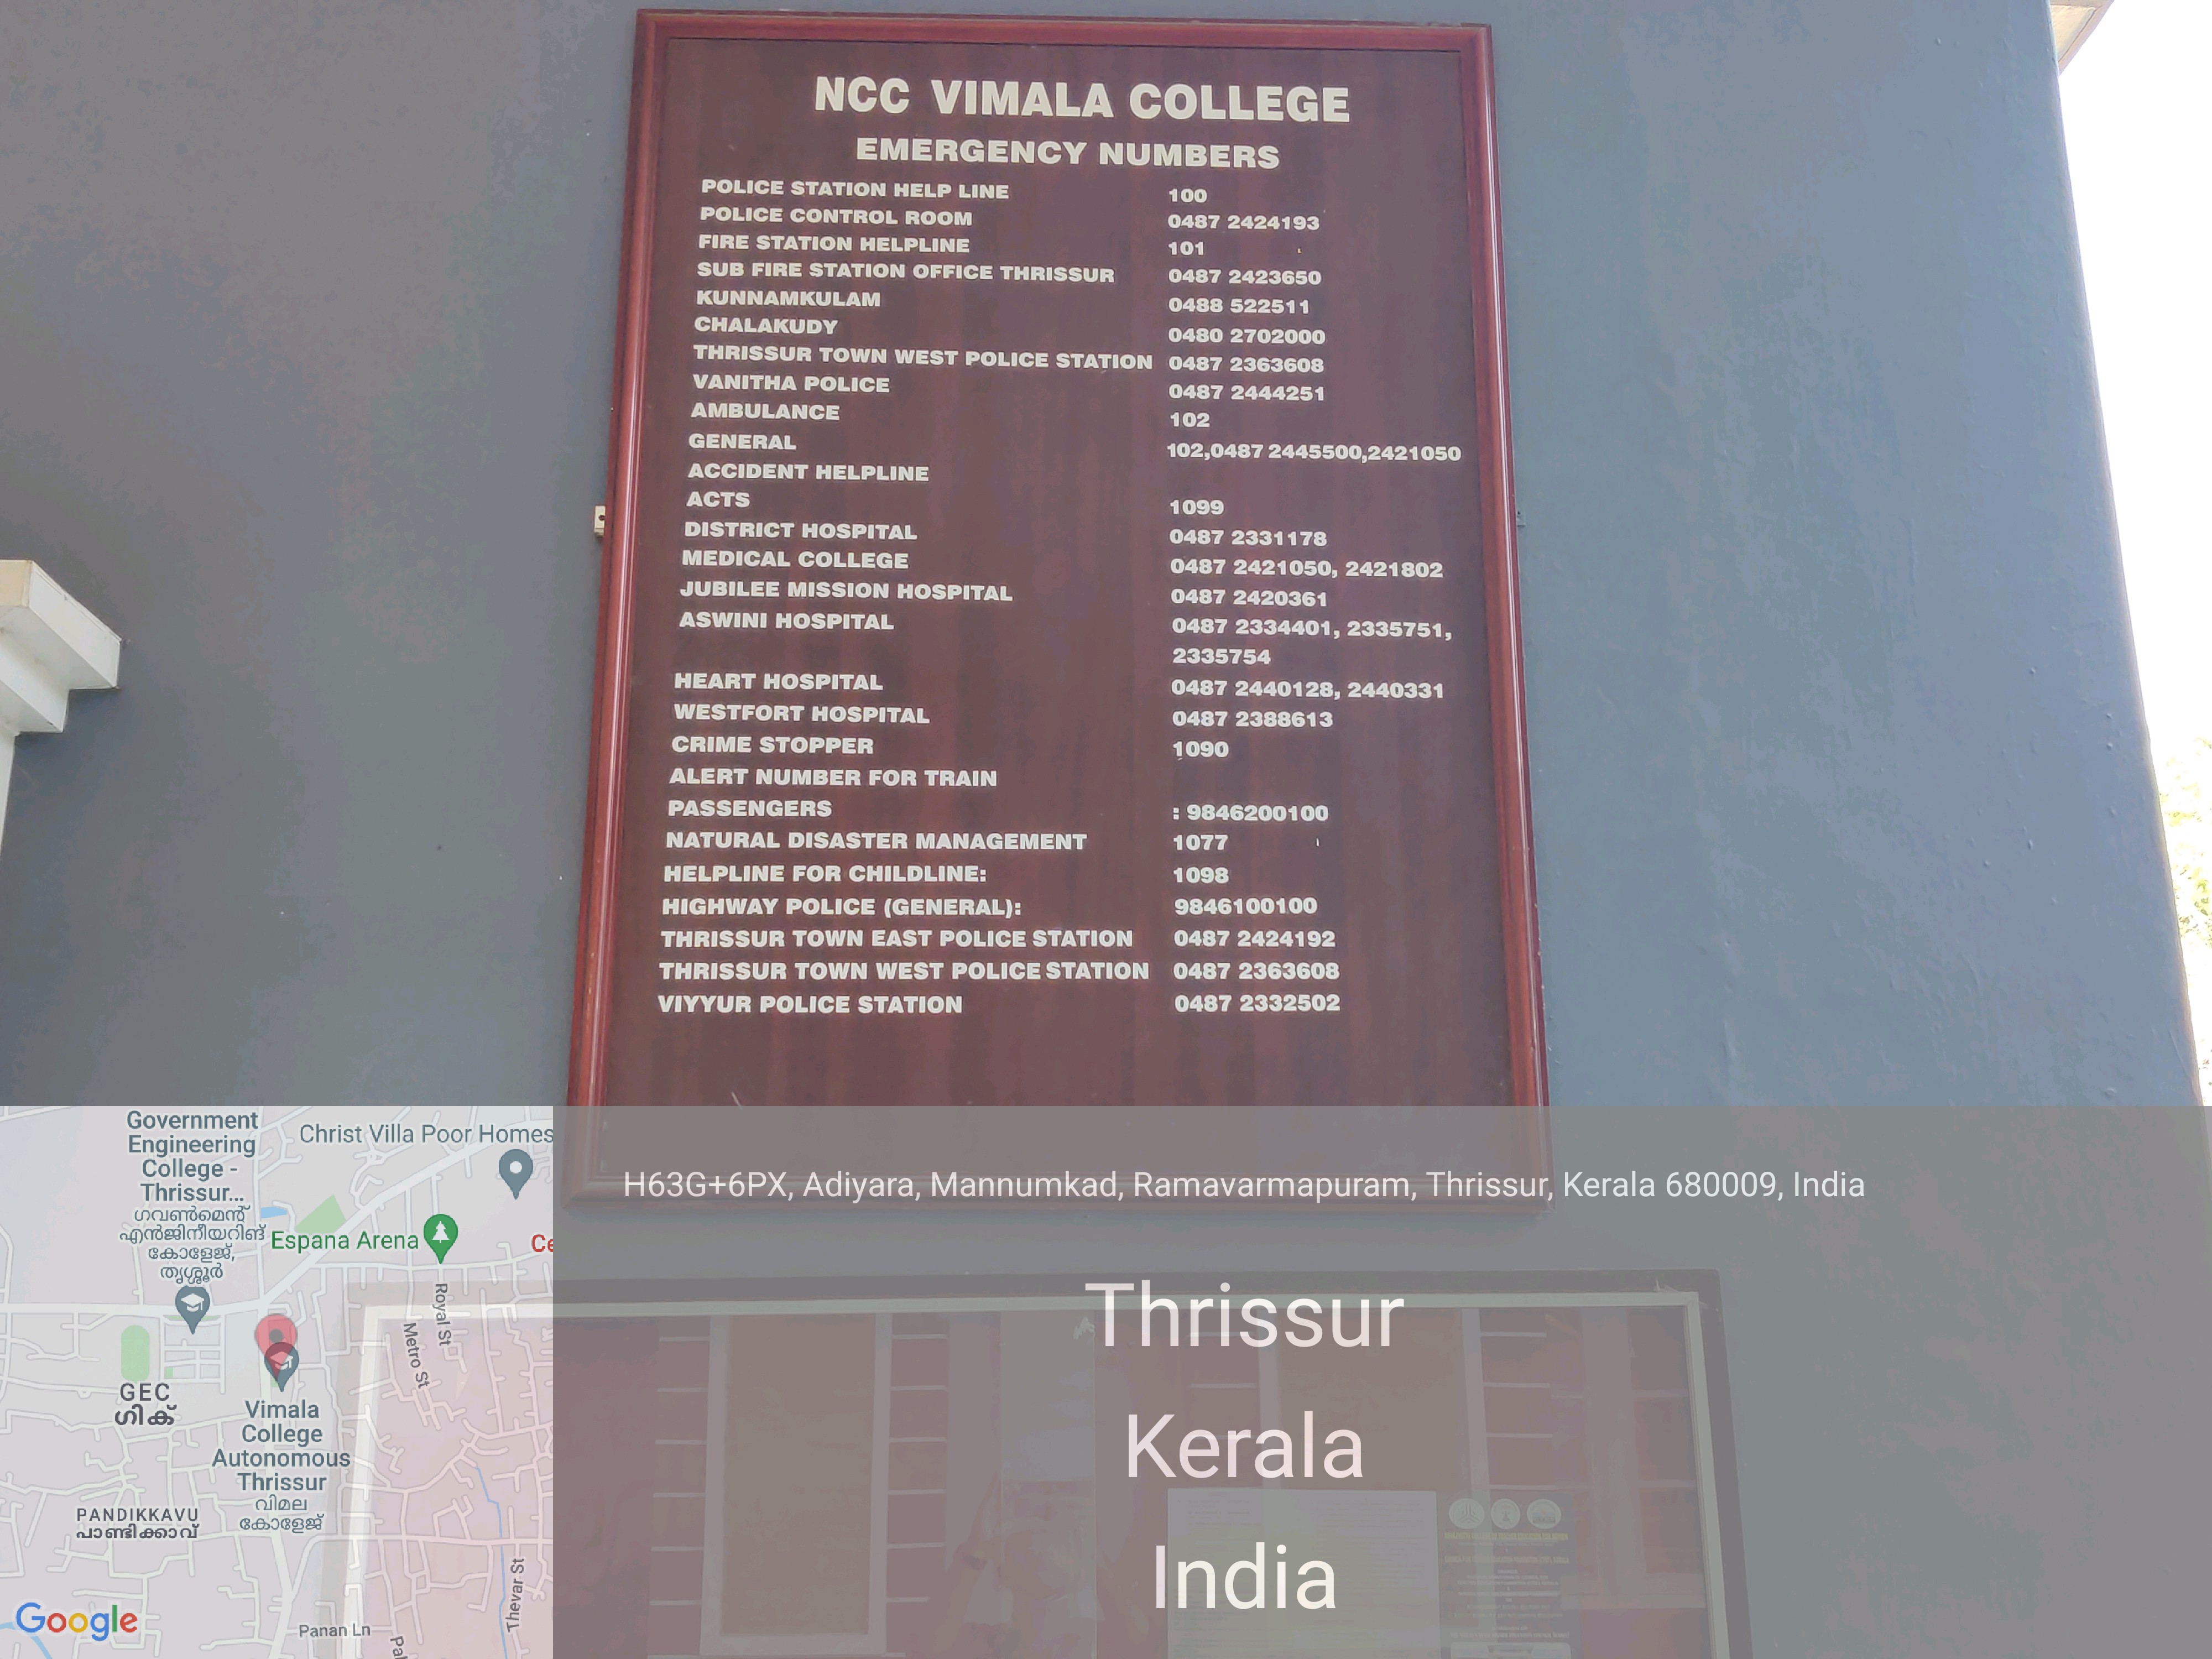 NCC VIMALA COLLEGE
EMERGENCY NUMBERS
POLICE STATION HELP LINE 100
POLICE CONTROL ROOM 0487 2424193
FIRE STATION HELPLINE 101
SUB FIRE STATION OFFICE THRISSUR 0487 2423650
KUNNAMKULAM 0488 522511
CHALAKUDY 0480 2702000
THRISSUR TOWN WEST POLICE STATION 0487 2363608
VANITHA POLICE 0487 2444251
AMBULANCE 102
GENERAL 102,0487 2445500,2421050
ACCIDENT HELPLINE
ACTS 1099
DISTRICT HOSPITAL 0487 2331178
MEDICAL COLLEGE 0487 2421050, 2421802
JUBILEE MISSION HOSPITAL 0487 2420361
ASWINI HOSPITAL 0487 2334401, 2335751,
2335754
HEART HOSPITAL 0487 2440128, 2440331
WESTFORT HOSPITAL 0487 2388613
CRIME STOPPER 1090
ALERT NUMBER FOR TRAIN
PASSENGERS : 9846200100
NATURAL DISASTER MANAGEMENT 1077
HELPLINE FOR CHILDLINE: 1098
HIGHWAY POLICE (GENERAL): 9846100100
THRISSUR TOWN EAST POLICE STATION 0487 2424192
THRISSUR TOWN WEST POLICE STATION 0487 2363608
VIYYUR POLICE STATION 0487 2332502
Government
Engineering
College -
Thrissur...
ഗവൺമെന്റ്
എൻജിനീയറിങ്
കോളേജ്,
തൃശ്ശൂർ
Christ Villa Poor Homes
Espana Arena
Ce
Royal St
Metro St
GEC
ഗിക്
Vimala
College
Autonomous
Thrissur
വിമല
കോളേജ്
PANDIKKAVU
പാണ്ടിക്കാവ്
Thevar St
Panan Ln
Pal
Google
H63G+6PX, Adiyara, Mannumkad, Ramavarmapuram, Thrissur, Kerala 680009, India
Thrissur
Kerala
India